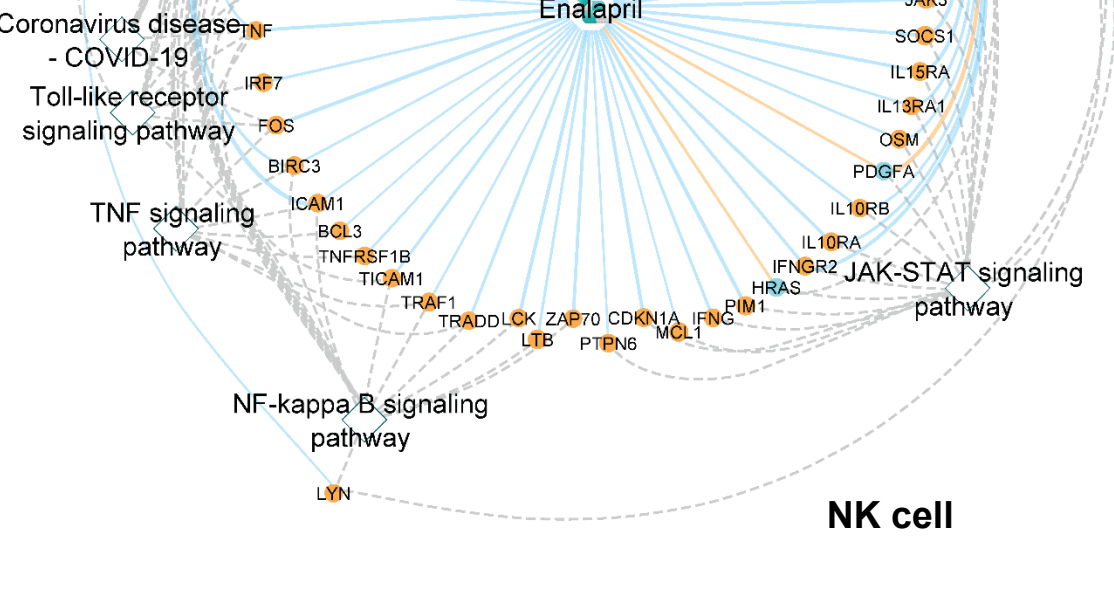 Enalapril
JAK3
Coronavirus disease
- COVID-19
TNF
SOCS1
IRF7
IL15RA
Toll-like receptor
signaling pathway
IL13RA1
FOS
OSM
BIRC3
PDGFA
ICAM1
IL10RB
TNF signaling
pathway
BCL3
IL10RA
TNFRSF1B
IFNGR2
TICAM1
JAK-STAT signaling
pathway
HRAS
TRAF1
PIM1
TRADD
LCK
ZAP70
CDKN1A
IFNG
LTB
PTPN6
MCL1
NF-kappa B signaling
pathway
LYN
NK cell